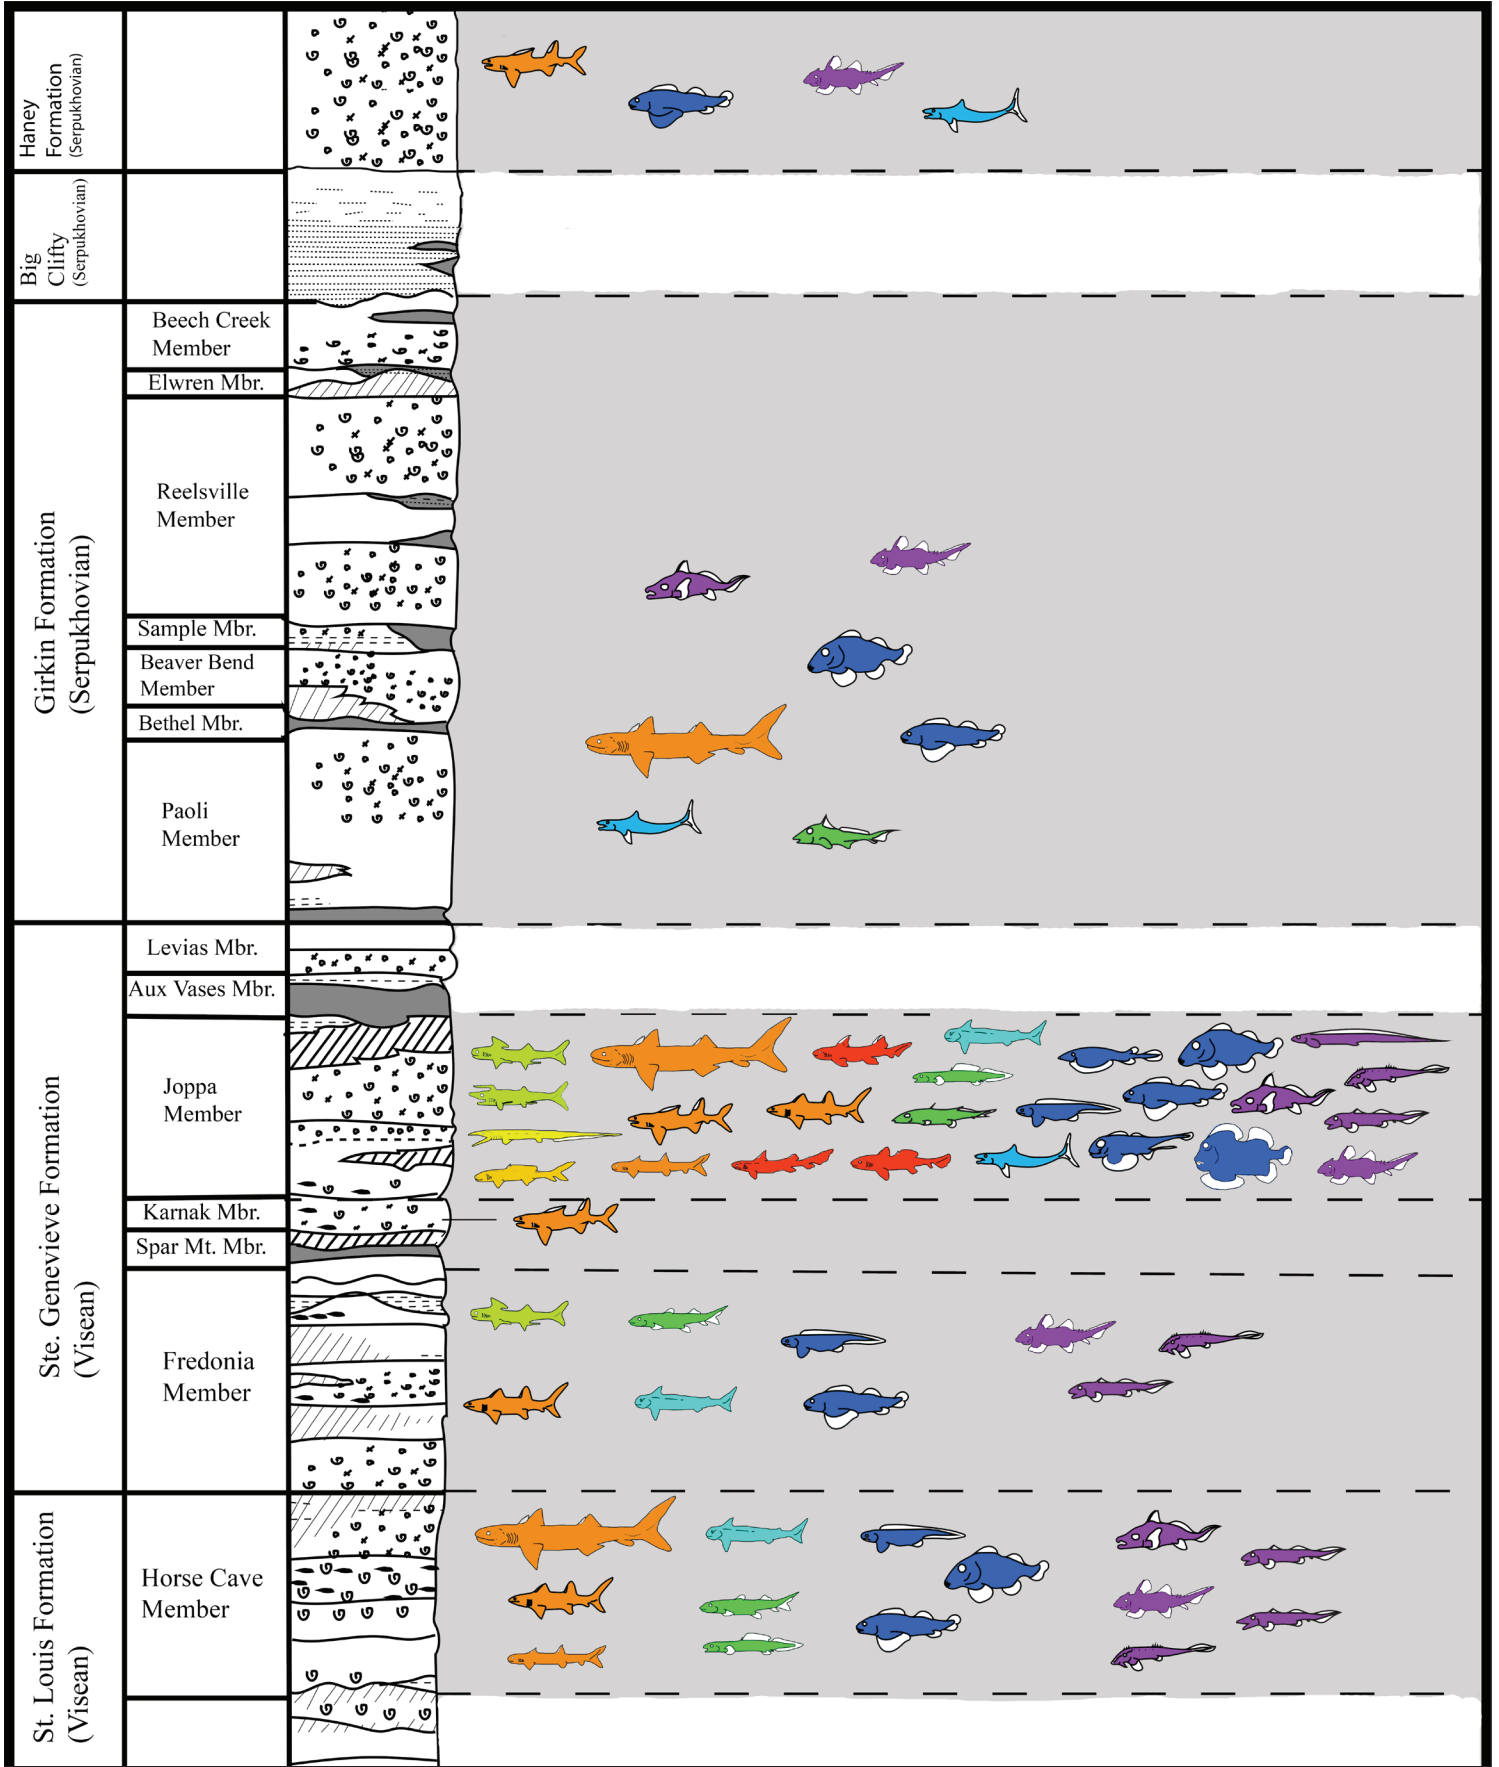 Haney
Formation
(Serpukhovian)
Big
Clifty
(Serpukhovian)
Beech Creek
Member
Elwren Mbr.
Reelsville
Member
Girkin Formation
(Serpukhovian)
Sample Mbr.
Beaver Bend
Member
Bethel Mbr.
Paoli
Member
Levias Mbr.
Aux Vases Mbr.
Joppa
Member
Ste. Genevieve Formation
(Visean)
Karnak Mbr.
Spar Mt. Mbr.
Fredonia
Member
St. Louis Formation
(Visean)
Horse Cave
Member